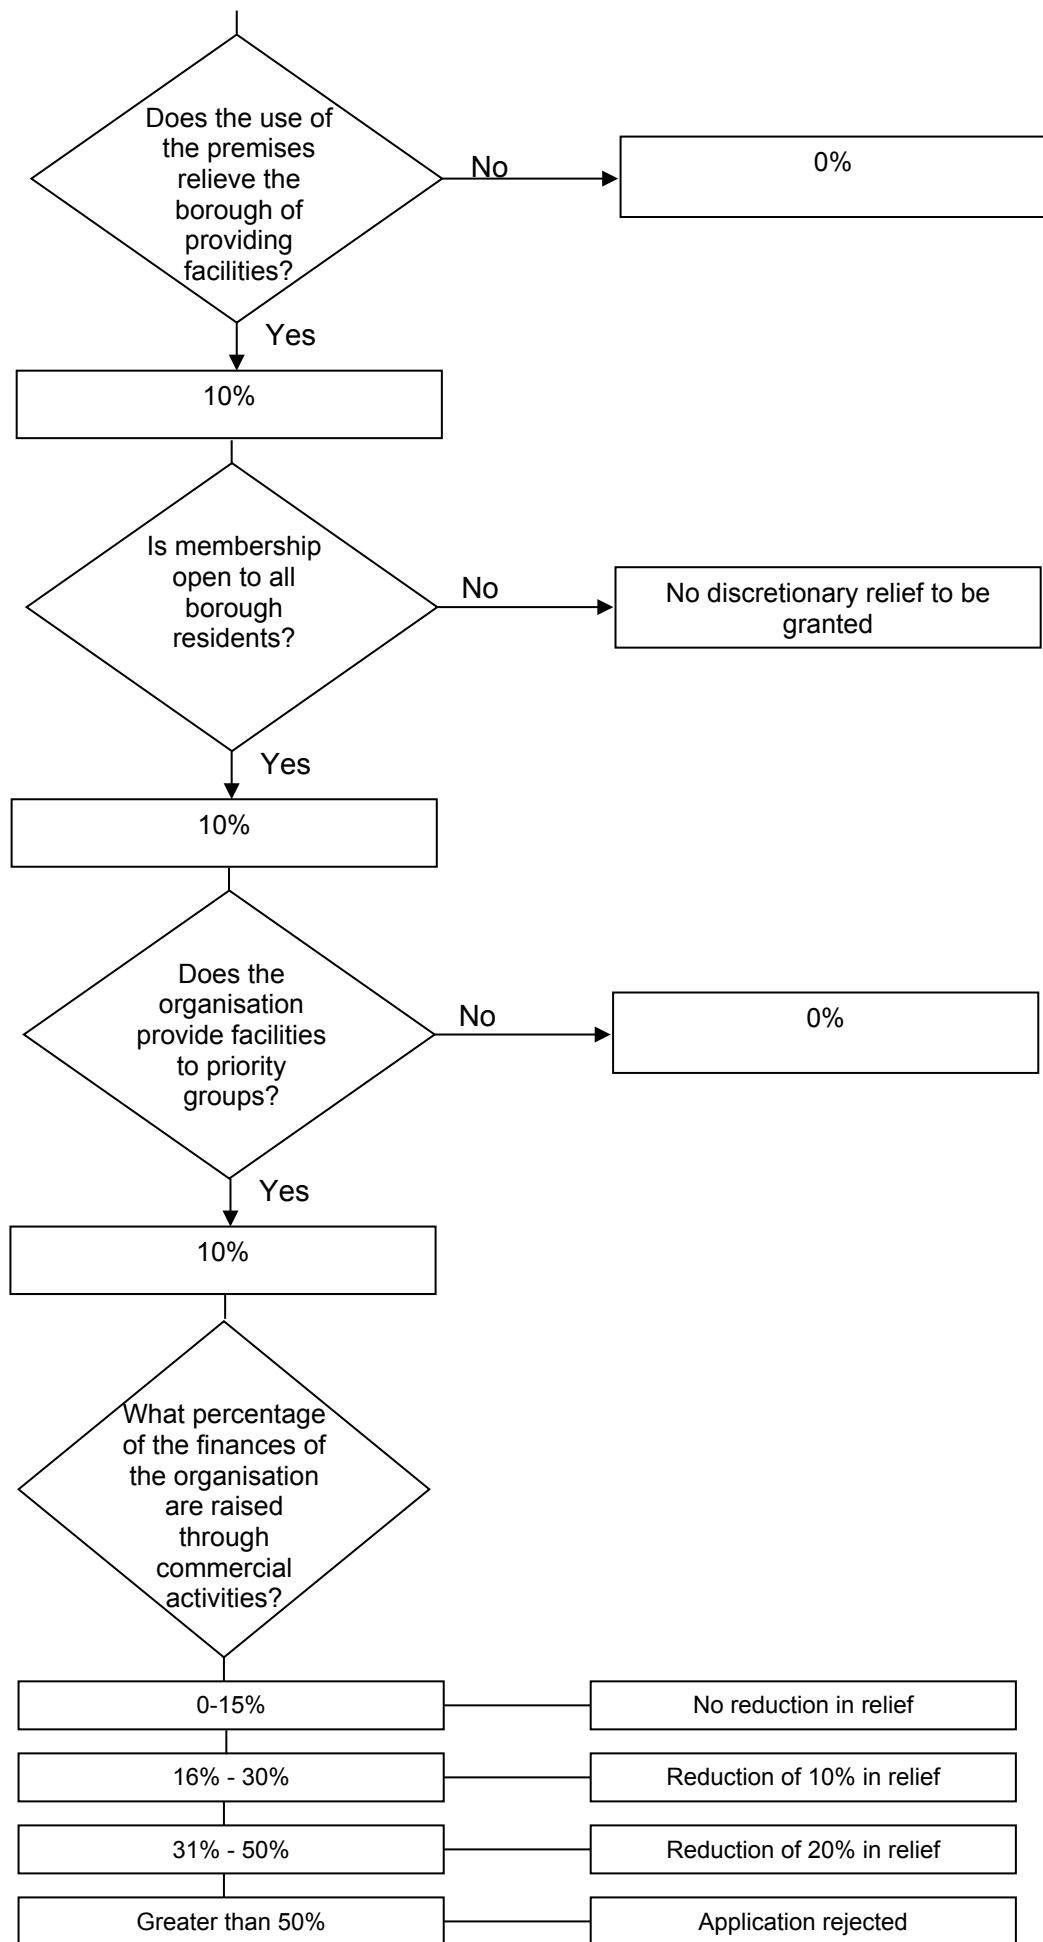 Does the use of
the premises
relieve the
borough of
providing
facilities?
No
0%
Yes
10%
Is membership
open to all
borough
residents?
No
No discretionary relief to be
granted
Yes
10%
Does the
organisation
provide facilities
to priority
groups?
No
0%
Yes
10%
What percentage
of the finances of
the organisation
are raised
through
commercial
activities?
0-15%
No reduction in relief
16% - 30%
Reduction of 10% in relief
31% - 50%
Reduction of 20% in relief
Greater than 50%
Application rejected